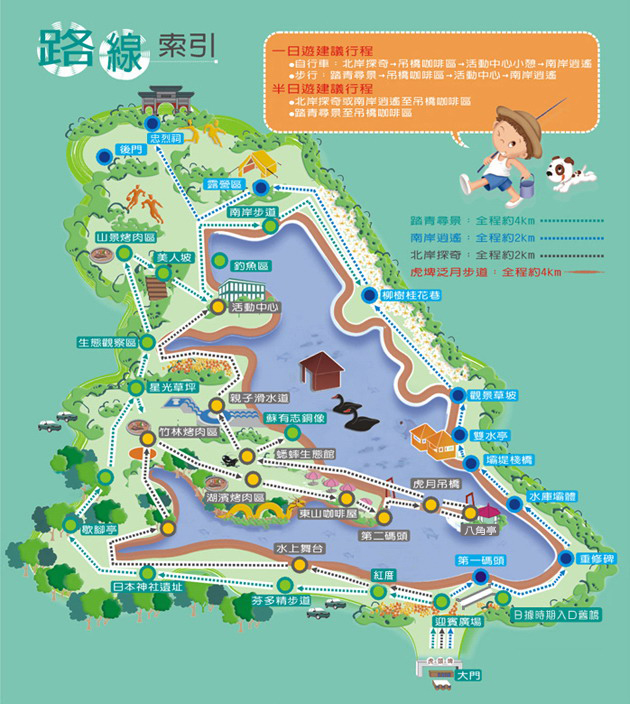 路線索引
一日遊建議行程
●自行車：北岸探奇→吊橋咖啡區→活動中心小憩→南岸逍遙
●步行：踏青尋景→吊橋咖啡區→活動中心→南岸逍遙
半日遊建議行程
●北岸探奇或南岸逍遙至吊橋咖啡區
●踏青尋景至吊橋咖啡區
踏青尋景：全程約4km
南岸逍遙：全程約2km
北岸探奇：全程約2km
虎埤泛月步道：全程約4km
忠烈祠
後門
露營區
南岸步道
山景烤肉區
美人坡
釣魚區
柳樹桂花巷
活動中心
生態觀察區
星光草坪
親子滑水道
觀景草坡
蘇有志銅像
竹林烤肉區
雙水亭
蟋蟀生態館
壩堤棧橋
虎月吊橋
湖濱烤肉區
水庫壩體
東山咖啡屋
八角亭
歇腳亭
第二碼頭
水上舞台
第一碼頭
重修碑
紅厝
日本神社遺址
芬多精步道
迎賓廣場
日據時期入口舊橋
虎頭埤
大門